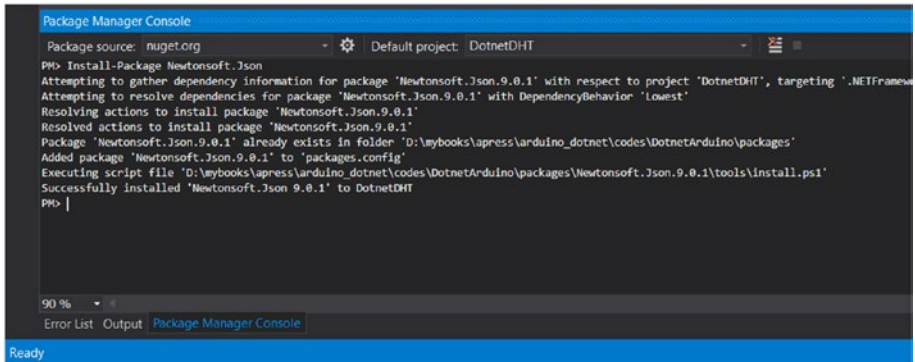 Package Manager Console
Package source: nuget.org Default project: DotnetDHT
PM> Install-Package Newtonsoft.Json
Attempting to gather dependency information for package 'Newtonsoft.Json.9.0.1' with respect to project 'DotnetDHT', targeting '.NETFramew
Attempting to resolve dependencies for package 'Newtonsoft.Json.9.0.1' with DependencyBehavior 'Lowest'
Resolving actions to install package 'Newtonsoft.Json.9.0.1'
Resolved actions to install package 'Newtonsoft.Json.9.0.1'
Package 'Newtonsoft.Json.9.0.1' already exists in folder 'D:\mybooks\apress\arduino_dotnet\codes\DotnetArduino\packages'
Added package 'Newtonsoft.Json.9.0.1' to 'packages.config'
Executing script file 'D:\mybooks\apress\arduino_dotnet\codes\DotnetArduino\packages\Newtonsoft.Json.9.0.1\tools\install.ps1'
Successfully installed 'Newtonsoft.Json 9.0.1' to DotnetDHT
PM>
90 %
Error List Output Package Manager Console
Ready